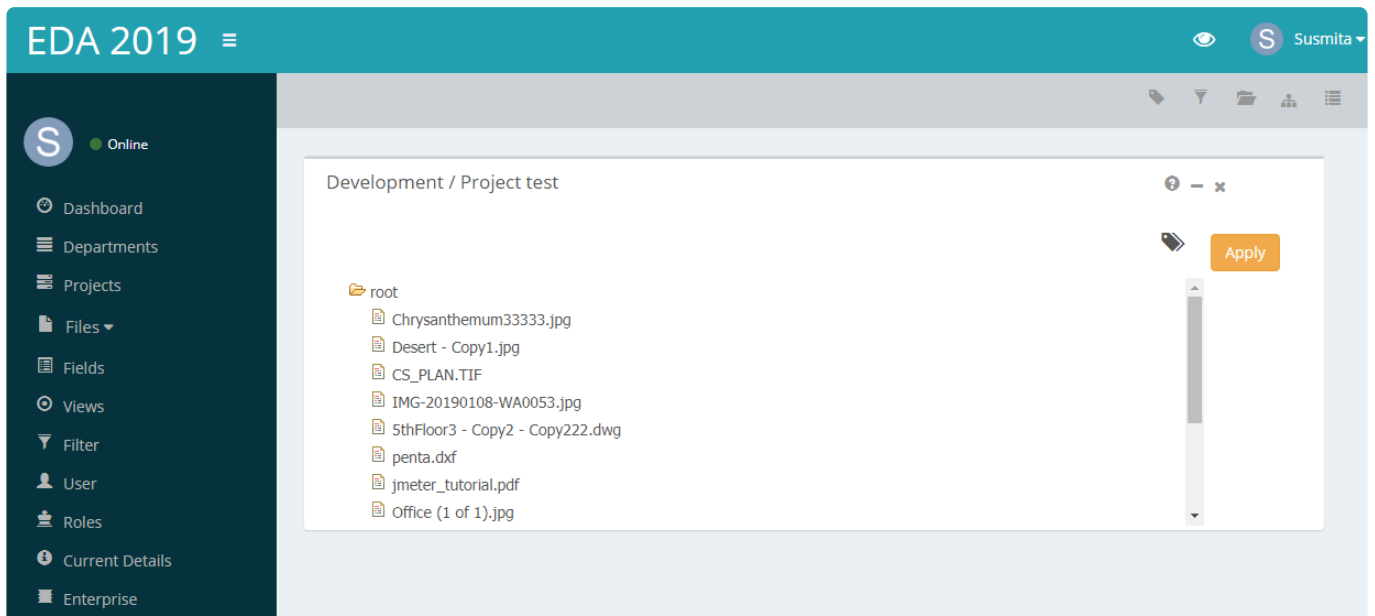 EDA 2019
S Susmita
S Online
Dashboard
Departments
Projects
Files
Fields
Views
Filter
User
Roles
Current Details
Enterprise
Development / Project test
Apply
root
Chrysanthemum33333.jpg
Desert - Copy1.jpg
CS_PLAN.TIF
IMG-20190108-WA0053.jpg
5thFloor3 - Copy2 - Copy222.dwg
penta.dxf
jmeter_tutorial.pdf
Office (1 of 1).jpg